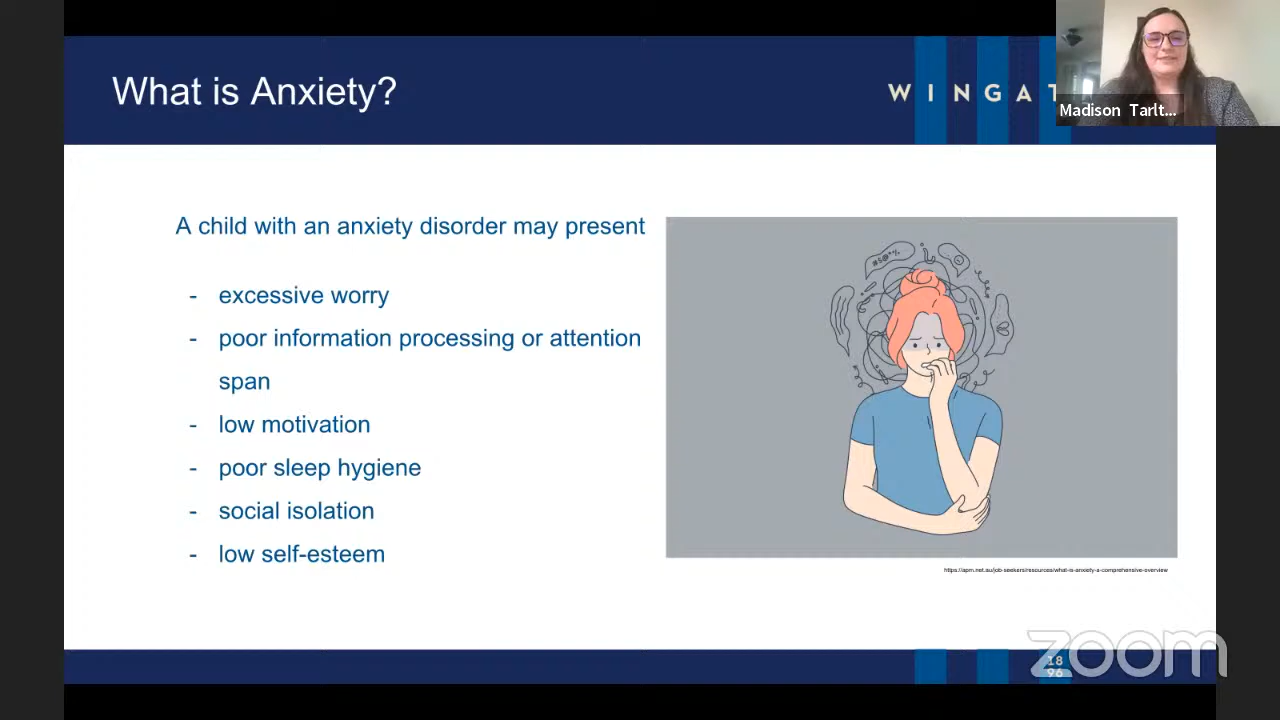 What is Anxiety?
WINGAT
Madison Tarlt...
A child with an anxiety disorder may present
- excessive worry
- poor information processing or attention
span
- low motivation
- poor sleep hygiene
- social isolation
- low self-esteem
#!@*%
https://apm.net.au/job-seekers/resources/what-is-anxiety-a-comprehensive-overview
zoom
18
96